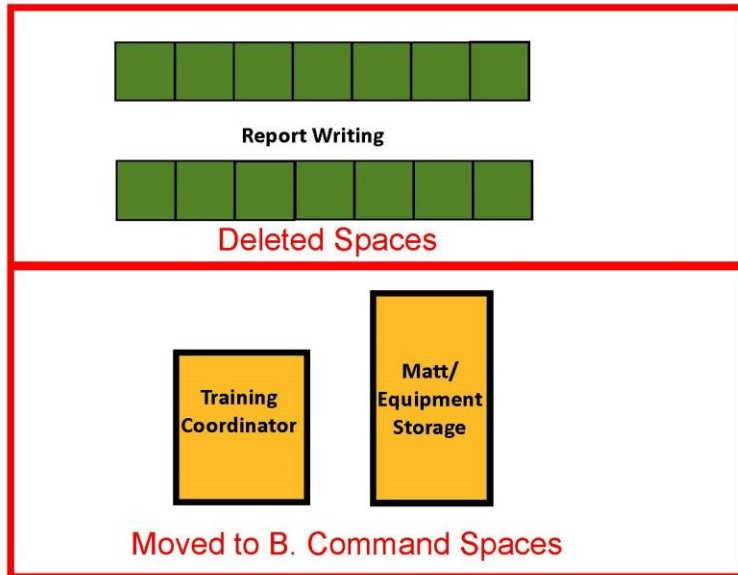 Report Writing
Deleted Spaces
Training
Coordinator
Matt/
Equipment
Storage
Moved to B. Command Spaces